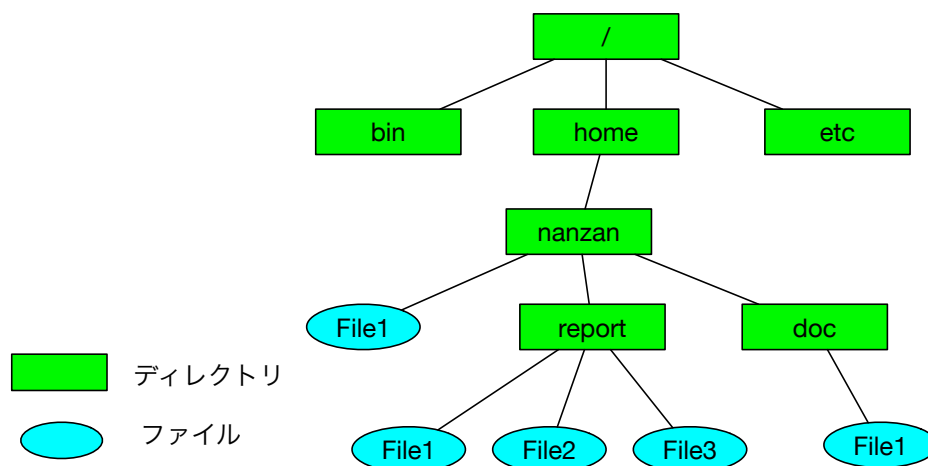 /
bin
home
etc
nanzan
File1
report
doc
ディレクトリ
ファイル
File1
File2
File3
File1